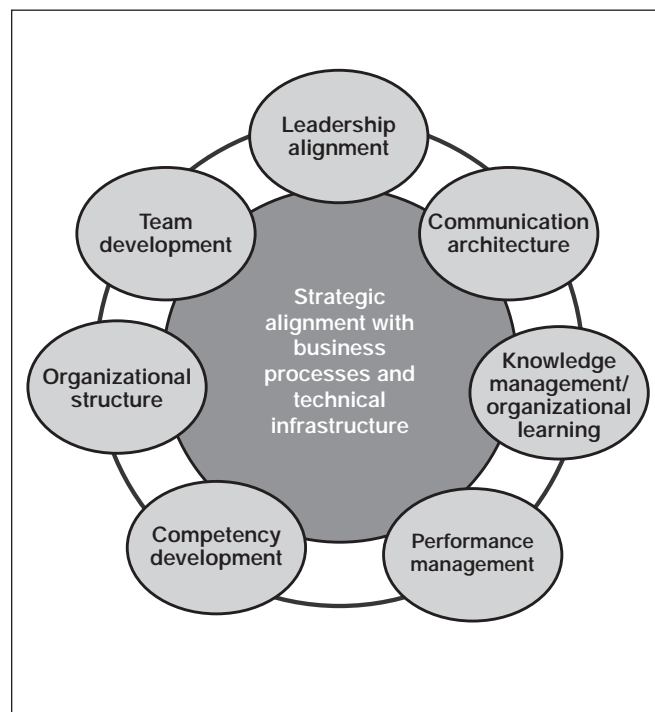 Leadership
alignment
Communication
architecture
Knowledge
management/
organizational
learning
Performance
management
Competency
development
Organizational
structure
Team
development
Strategic
alignment with
business
processes and
technical
infrastructure